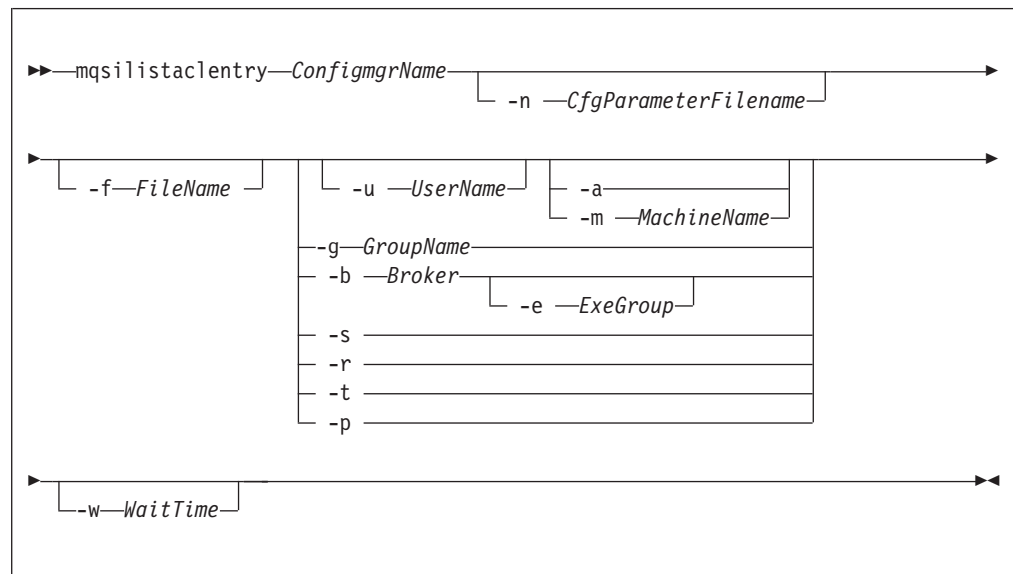 mqsilistaclentry ConfigmgrName
-n CfgParameterFilename
-f FileName -u UserName -a
-m MachineName
-g GroupName
-b Broker
-e ExeGroup
-s
-r
-t
-p
-w WaitTime